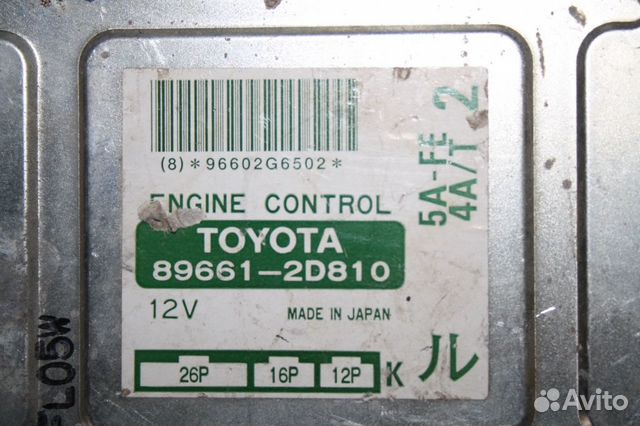 (8)*96602G6502*
ENGINE CONTROL
TOYOTA
89661-2D810
12V
MADE IN JAPAN
26P 16P 12P K
ル
5A-FE
4A/T
2
FL05W
Avito